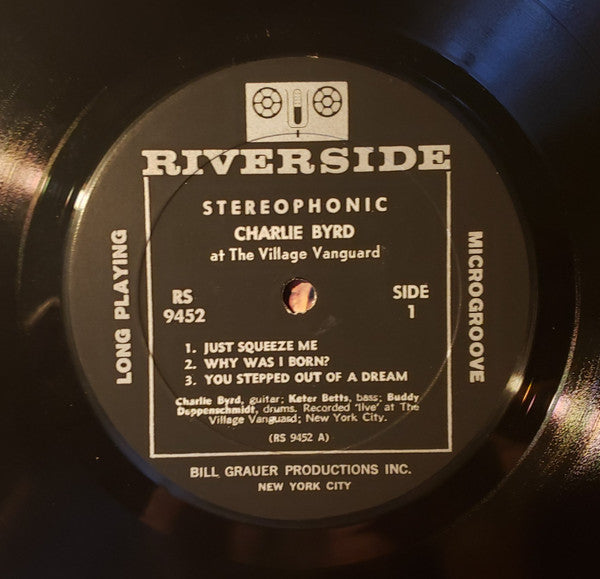 RIVERSIDE
STEREOPHONIC
CHARLIE BYRD
at The Village Vanguard
LONG PLAYING
MICROGROOVE
RS
9452
SIDE
1
1. JUST SQUEEZE ME
2. WHY WAS I BORN?
3. YOU STEPPED OUT OF A DREAM
Charlie Byrd, guitar; Keter Betts, bass; Buddy
Deppenschmidt, drums. Recorded 'live' at The
Village Vanguard; New York City.
(RS 9452 A)
BILL GRAUER PRODUCTIONS INC.
NEW YORK CITY